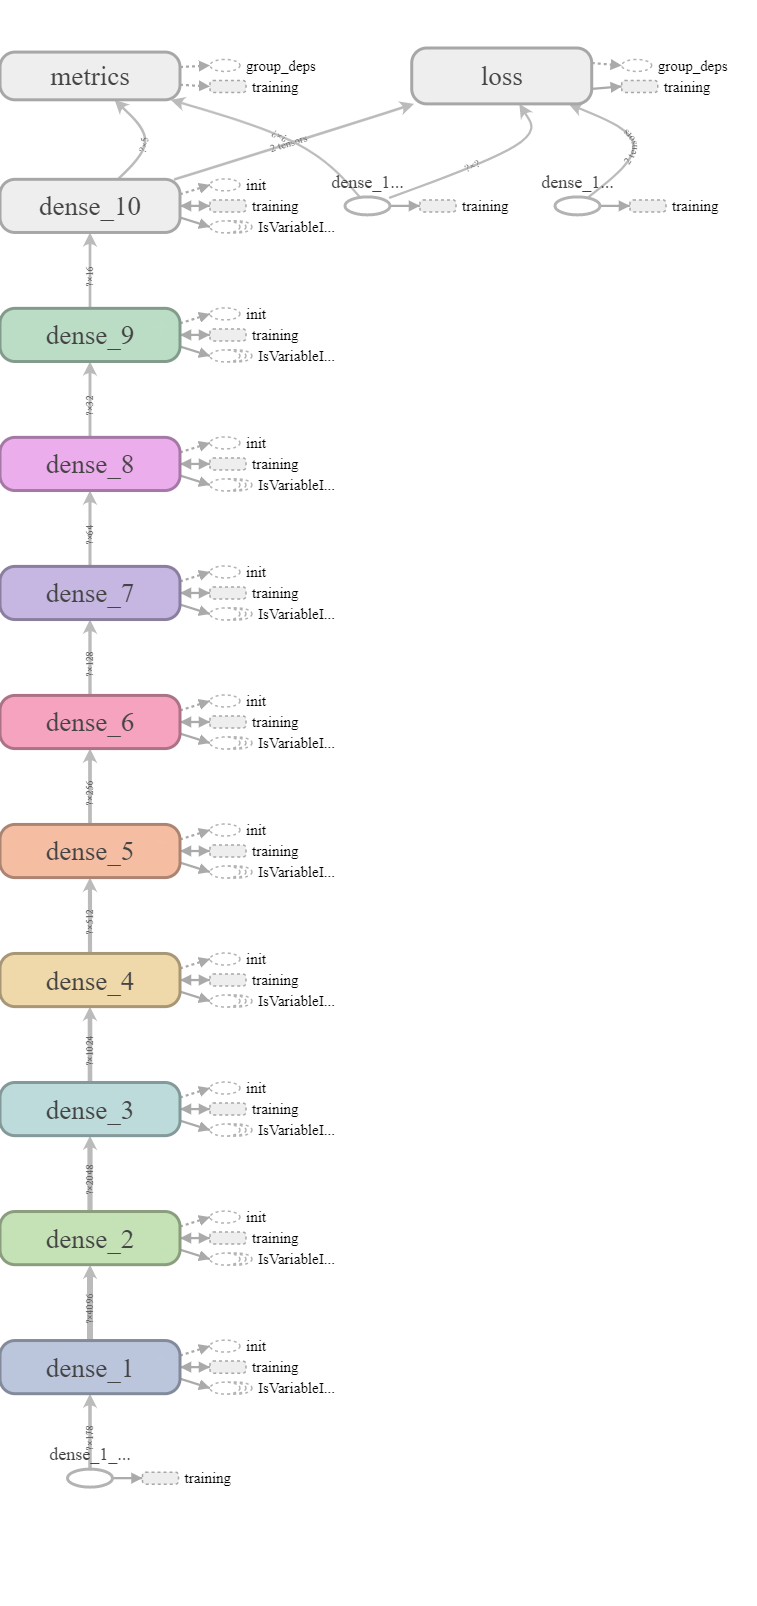 metrics
group_deps
training
loss
group_deps
training
?×5
?×?
2 tensors
?×?
2 tensors
dense_10
init
training
IsVariableI...
dense_1...
training
dense_1...
training
?×16
dense_9
init
training
IsVariableI...
?×32
dense_8
init
training
IsVariableI...
?×64
dense_7
init
training
IsVariableI...
?×128
dense_6
init
training
IsVariableI...
?×256
dense_5
init
training
IsVariableI...
?×512
dense_4
init
training
IsVariableI...
?×1024
dense_3
init
training
IsVariableI...
?×2048
dense_2
init
training
IsVariableI...
?×4096
dense_1
init
training
IsVariableI...
?×178
dense_1_...
training